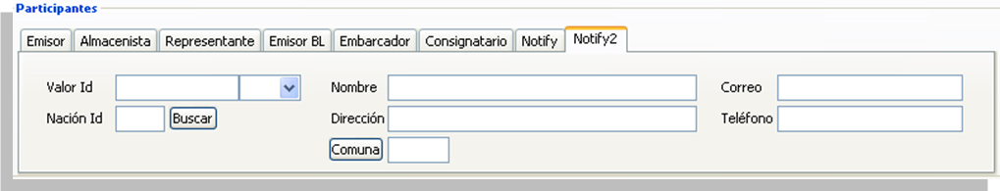 Participantes
Emisor Almacenista Representante Emisor BL Embarcador Consignatario Notify Notify2
Valor Id Nombre Correo
Nación Id Buscar Dirección Teléfono
Comuna